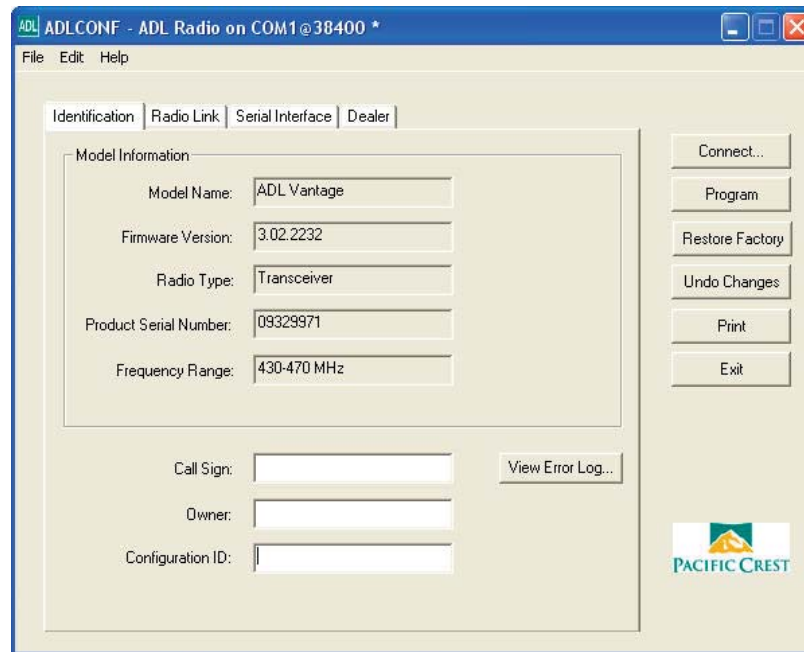 ADL ADLCONF - ADL Radio on COM1@38400 *
File Edit Help
Identification Radio Link Serial Interface Dealer
Model Information
Model Name: ADL Vantage
Firmware Version: 3.02.2232
Radio Type: Transceiver
Product Serial Number: 09329971
Frequency Range: 430-470 MHz
Call Sign:
View Error Log...
Owner:
Configuration ID:
Connect...
Program
Restore Factory
Undo Changes
Print
Exit
PACIFIC CREST